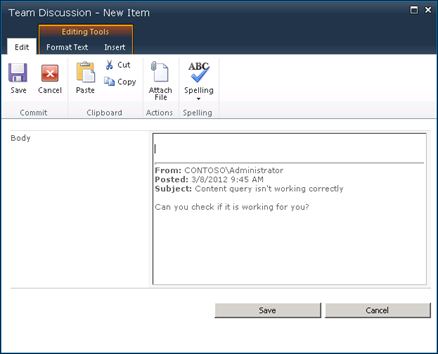 Team Discussion - New Item
Editing Tools
Edit Format Text Insert
Save Cancel Paste Cut Copy Attach File ABC Spelling
Commit Clipboard Actions Spelling
Body
From: CONTOSO\Administrator
Posted: 3/8/2012 9:45 AM
Subject: Content query isn't working correctly
Can you check if it is working for you?
Save Cancel